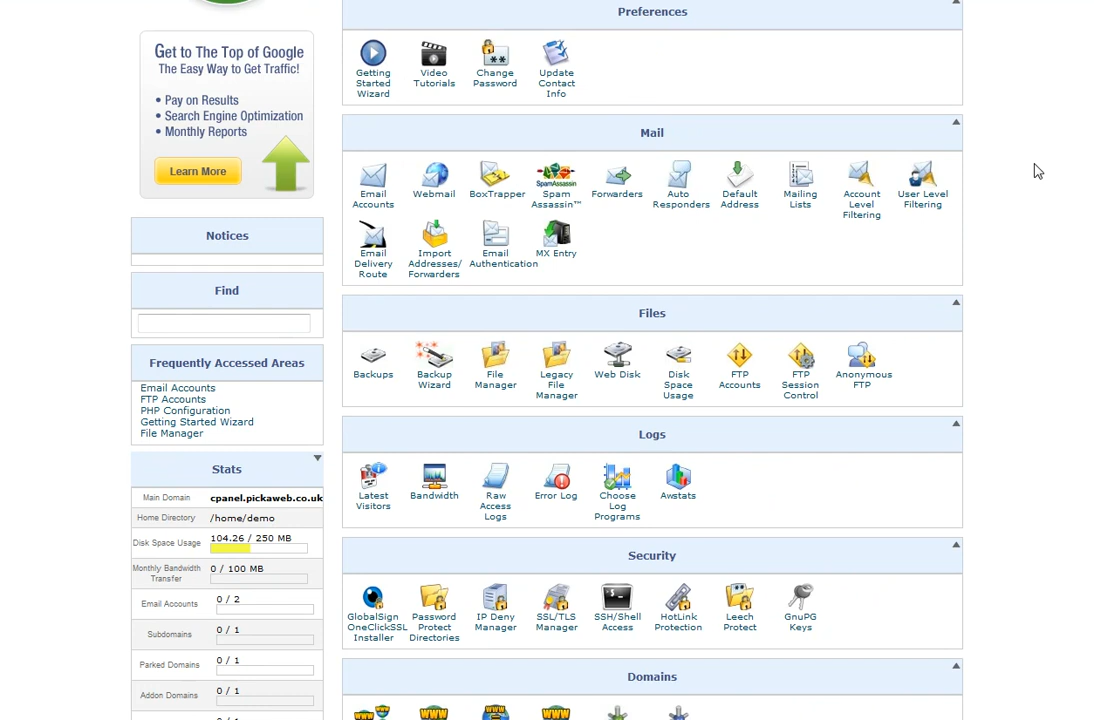 Get to The Top of Google
The Easy Way to Get Traffic!
• Pay on Results
• Search Engine Optimization
• Monthly Reports
Learn More
Notices
Find
Frequently Accessed Areas
Email Accounts
FTP Accounts
PHP Configuration
Getting Started Wizard
File Manager
Stats
Main Domain cpanel.pickaweb.co.uk
Home Directory /home/demo
Disk Space Usage 104.26 / 250 MB
Monthly Bandwidth
Transfer
0 / 100 MB
Email Accounts 0 / 2
Subdomains 0 / 1
Parked Domains 0 / 1
Addon Domains 0 / 1
Preferences
Getting
Started
Wizard
Video
Tutorials
Change
Password
Update
Contact
Info
Mail
Email
Accounts
Webmail
BoxTrapper
SpamAssassin
Spam
Assassin™
Forwarders
Auto
Responders
Default
Address
Mailing
Lists
Account
Level
Filtering
User Level
Filtering
Email
Delivery
Route
Import
Addresses/
Forwarders
Email
Authentication
MX Entry
Files
Backups
Backup
Wizard
File
Manager
Legacy
File
Manager
Web Disk
Disk
Space
Usage
FTP
Accounts
FTP
Session
Control
Anonymous
FTP
Logs
Latest
Visitors
Bandwidth
Raw
Access
Logs
Error Log
Choose
Log
Programs
Awstats
Security
GlobalSign
OneClickSSL
Installer
Password
Protect
Directories
IP Deny
Manager
SSL/TLS
Manager
SSH/Shell
Access
HotLink
Protection
Leech
Protect
GnuPG
Keys
Domains
WWW
WWW
WWW
WWW